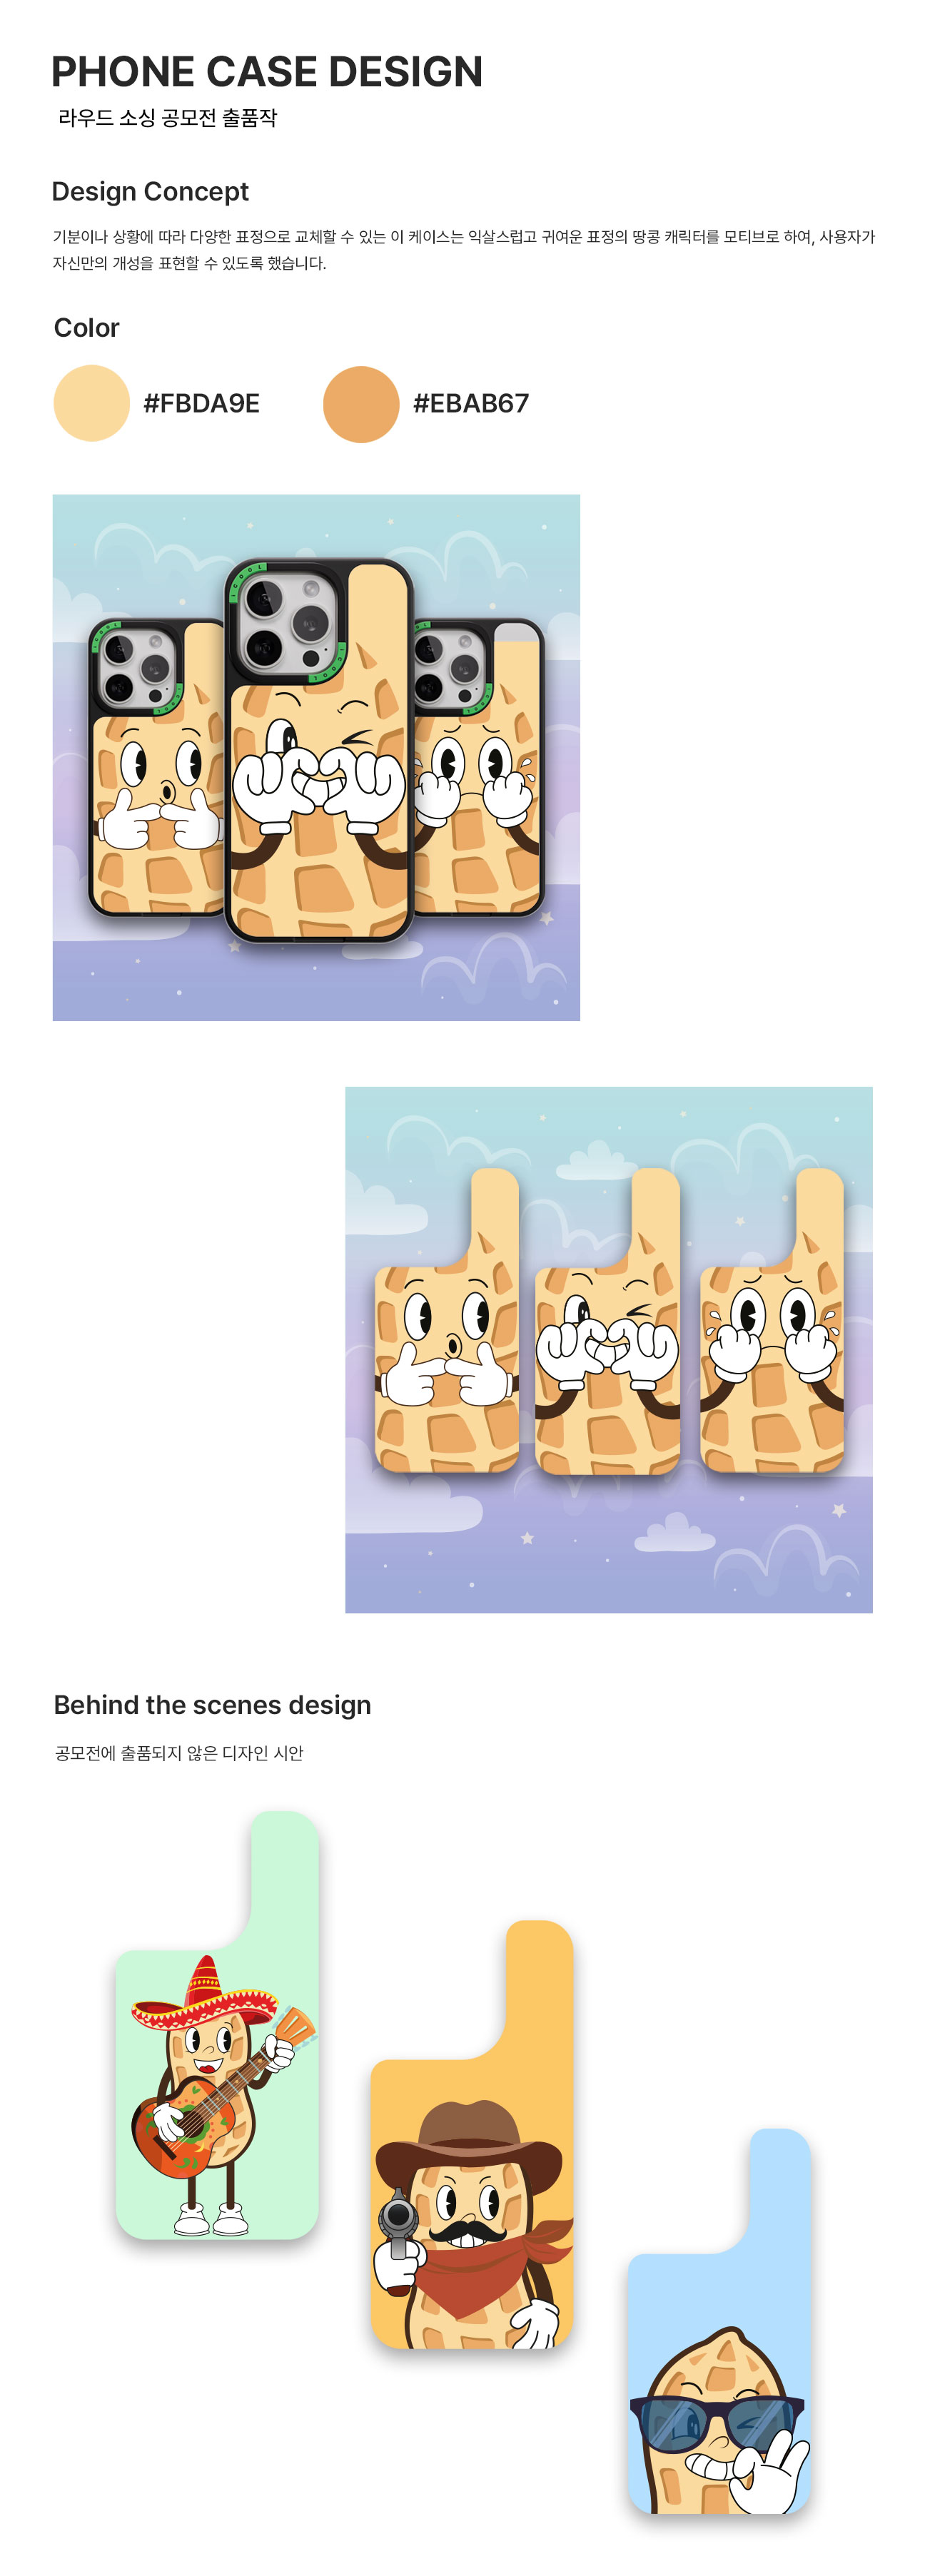 PHONE CASE DESIGN
라우드 소싱 공모전 출품작
Design Concept
기분이나 상황에 따라 다양한 표정으로 교체할 수 있는 이 케이스는 익살스럽고 귀여운 표정의 땅콩 캐릭터를 모티브로 하여, 사용자가
자신만의 개성을 표현할 수 있도록 했습니다.
Color
#FBDA9E
#EBAB67
Behind the scenes design
공모전에 출품되지 않은 디자인 시안